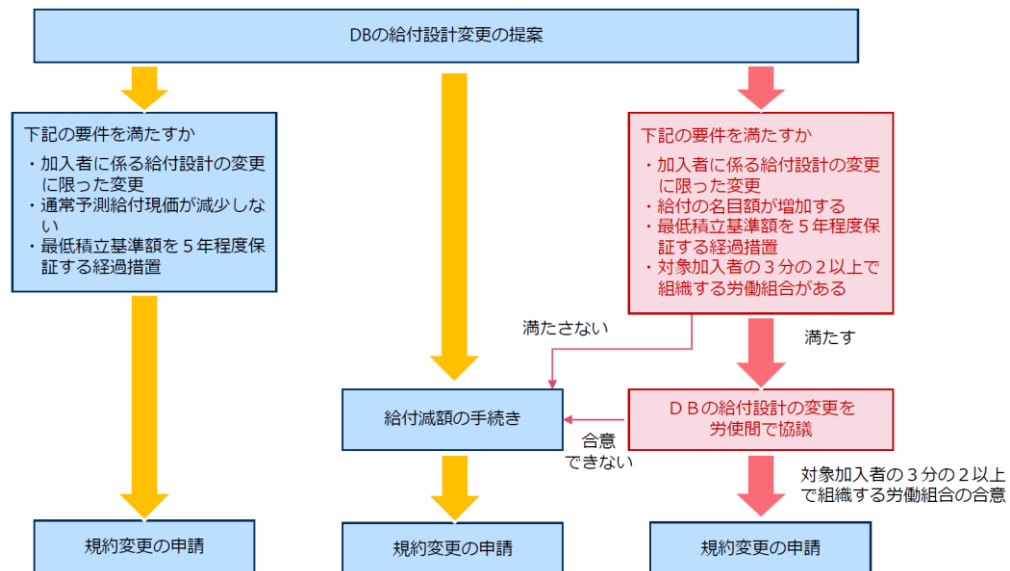 DBの給付設計変更の提案
下記の要件を満たすか
・加入者に係る給付設計の変更
に限った変更
・通常予測給付現価が減少しな
い
・最低積立基準額を５年程度保
証する経過措置
下記の要件を満たすか
・加入者に係る給付設計の変更
に限った変更
・給付の名目額が増加する
・最低積立基準額を５年程度保
証する経過措置
・対象加入者の３分の２以上で
組織する労働組合がある
満たさない
満たす
給付減額の手続き
ＤＢの給付設計の変更を
労使間で協議
合意
できない
対象加入者の３分の２以上
で組織する労働組合の合意
規約変更の申請
規約変更の申請
規約変更の申請